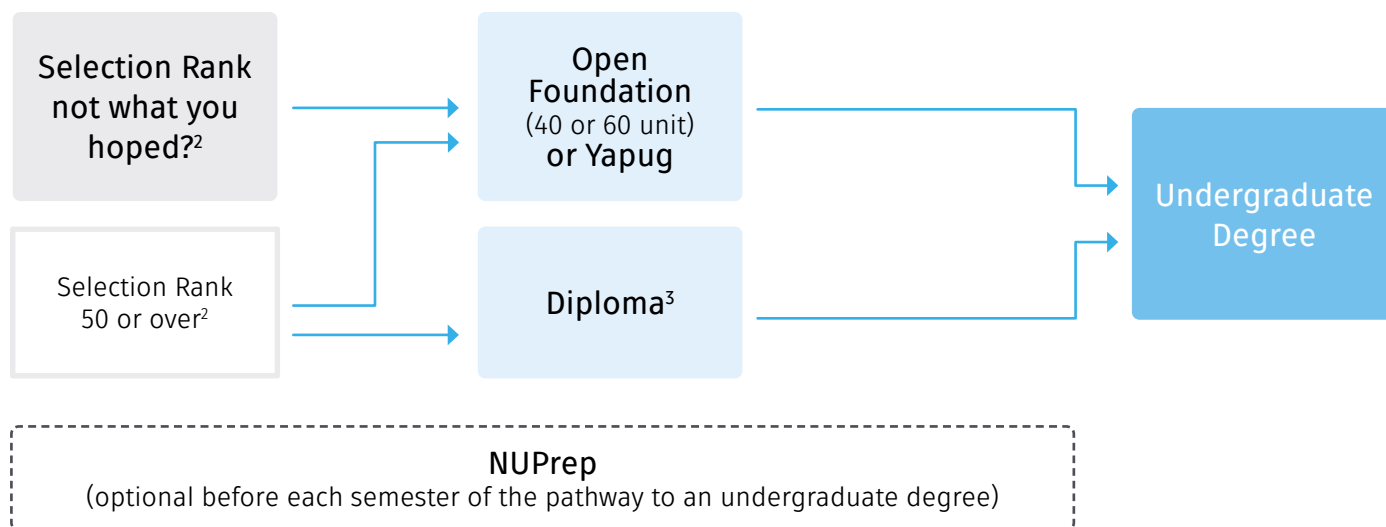 Selection Rank
not what you
hoped?²
Open
Foundation
(40 or 60 unit)
or Yapug
Undergraduate
Degree
Selection Rank
50 or over²
Diploma³
NUPrep
(optional before each semester of the pathway to an undergraduate degree)